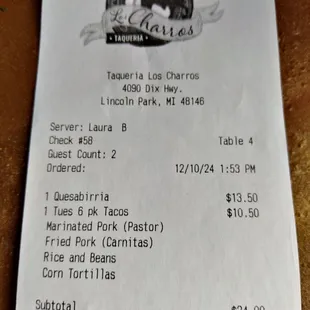 Los Charros
TAQUERIA
Taqueria Los Charros
4090 Dix Hwy.
Lincoln Park, MI 48146
Server: Laura B
Check #58 Table 4
Guest Count: 2
Ordered: 12/10/24 1:53 PM
1 Quesabirria $13.50
1 Tues 6 pk Tacos $10.50
Marinated Pork (Pastor)
Fried Pork (Carnitas)
Rice and Beans
Corn Tortillas
Subtotal $24.00